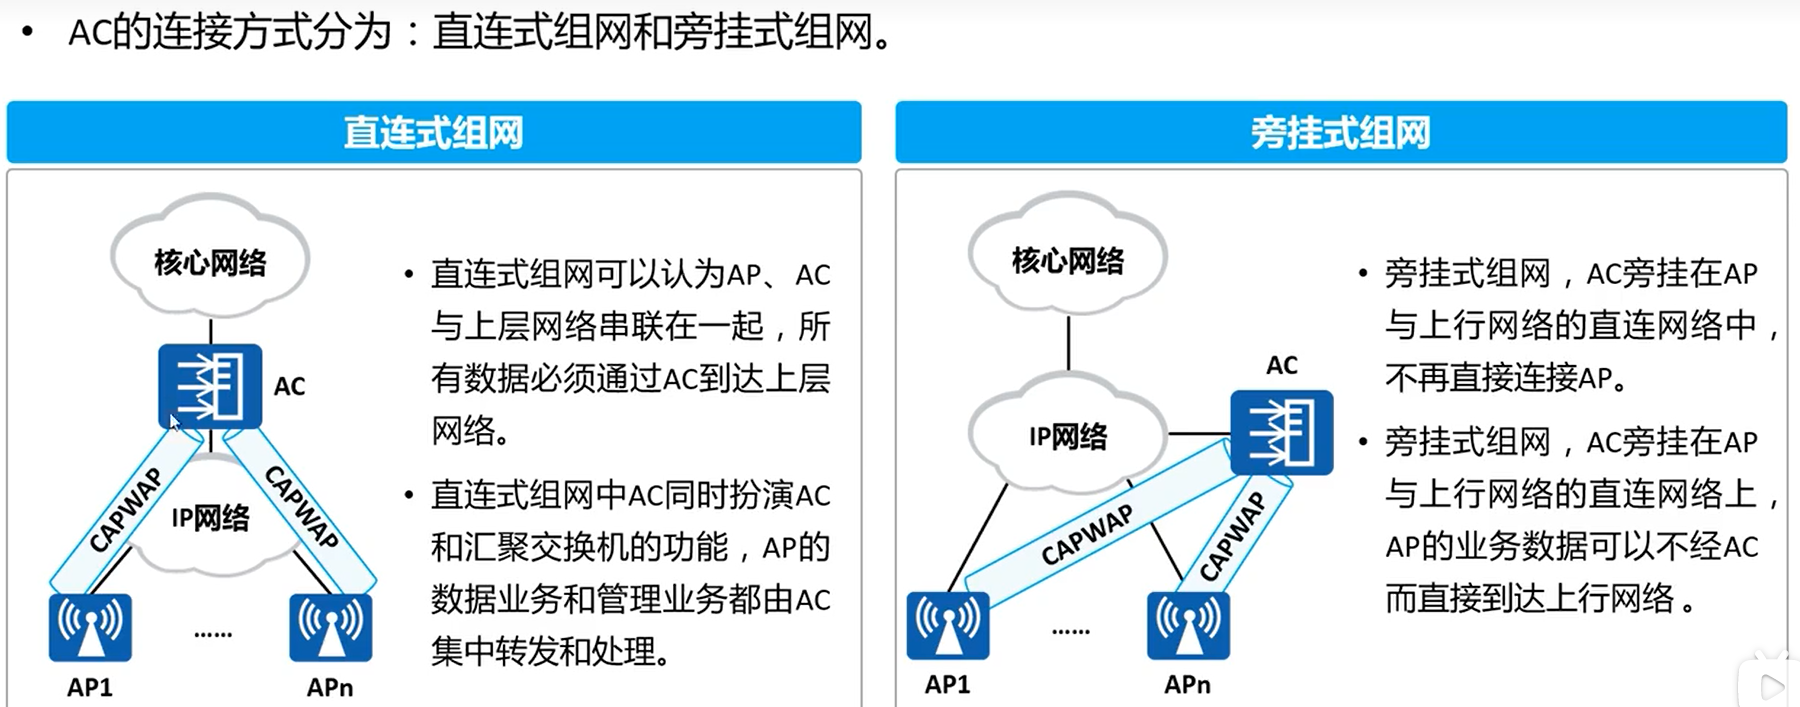 • AC的连接方式分为：直连式组网和旁挂式组网。
直连式组网
核心网络
AC
CAPWAP
CAPWAP
IP网络
AP1
……
APn
• 直连式组网可以认为AP、AC
与上层网络串联在一起，所
有数据必须通过AC到达上层
网络。
• 直连式组网中AC同时扮演AC
和汇聚交换机的功能，AP的
数据业务和管理业务都由AC
集中转发和处理。
旁挂式组网
核心网络
IP网络
AC
CAPWAP
CAPWAP
AP1
……
APn
• 旁挂式组网，AC旁挂在AP
与上行网络的直连网络中，
不再直接连接AP。
• 旁挂式组网，AC旁挂在AP
与上行网络的直连网络上，
AP的业务数据可以不经AC
而直接到达上行网络。